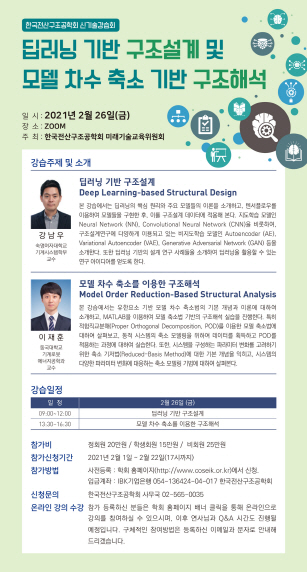 한국전산구조공학회 신기술강습회
딥러닝 기반 구조설계 및
모델 차수 축소 기반 구조해석
일 시 : 2021년 2월 26일(금)
장 소 : ZOOM
주 최 : 한국전산구조공학회 미래기술교육위원회
강습주제 및 소개
딥러닝 기반 구조설계
Deep Learning-based Structural Design
본 강습에서는 딥러닝의 핵심 원리와 주요 모델들의 이론을 소개하고, 텐서플로우를
이용하여 모델들을 구현한 후, 이를 구조설계 데이터에 적용해 본다. 지도학습 모델인
Neural Network (NN), Convolutional Neural Network (CNN)을 비롯하여,
구조설계연구에 다양하게 이용되고 있는 비지도학습 모델인 Autoencoder (AE),
Variational Autoencoder (VAE), Generative Adversarial Network (GAN) 등을
소개한다. 또한 딥러닝 기반의 설계 연구 사례들을 소개하여 딥러닝을 활용할 수 있는
연구 아이디어를 얻도록 한다.
강 남 우
숙명여자대학교
기계시스템학부
교수
모델 차수 축소를 이용한 구조해석
Model Order Reduction-Based Structural Analysis
본 강습에서는 유한요소 기반 모델 차수 축소법의 기본 개념과 이론에 대하여
소개하고, MATLAB을 이용하여 모델 축소법 기반의 구조해석 실습을 진행한다. 특히
적합직교분해(Proper Orthogonal Decomposition, POD)를 이용한 모델 축소법에
대하여 살펴보고, 동적 시스템의 축소 모델링을 위하여 데이터를 획득하고 POD를
적용하는 과정에 대하여 실습한다. 또한, 시스템을 구성하는 파라미터 변화를 고려하기
위한 축소 기저법(Reduced-Basis Method)에 대한 기본 개념을 익히고, 시스템의
다양한 파라미터 변화에 대응하는 축소 모델링 기법에 대하여 살펴본다.
이 재 훈
동국대학교
기계로봇
에너지공학과
교수
강습일정
일 정 2월 26일 (금)
09:00-12:00 딥러닝 기반 구조설계
13:30-16:30 모델 차수 축소를 이용한 구조해석
참가비 정회원 20만원 / 학생회원 15만원 / 비회원 25만원
참가신청기간 2021년 2월 1일 - 2월 22일(17시까지)
참가방법 사전등록 : 학회 홈페이지(http://www.coseik.or.kr)에서 신청.
입금계좌 : IBK기업은행 054-136424-04-017 한국전산구조공학회
신청문의 한국전산구조공학회 사무국 02-565-0035
온라인 강의 수강 참가 등록하신 분들은 학회 홈페이지 배너 클릭을 통해 온라인으로
강의를 참여하실 수 있으시며, 이후 연사님과 Q&A 시간도 진행될
예정입니다. 구체적인 참여방법은 등록하신 이메일과 문자로 안내해
드리겠습니다.